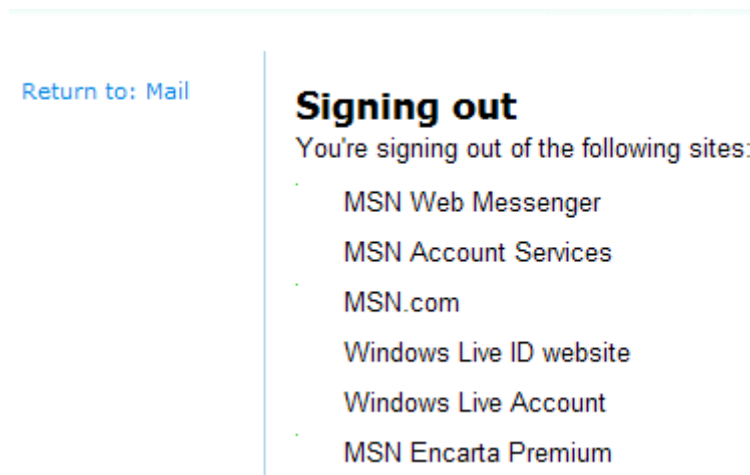 Return to: Mail
Signing out
You're signing out of the following sites:
MSN Web Messenger
MSN Account Services
MSN.com
Windows Live ID website
Windows Live Account
MSN Encarta Premium